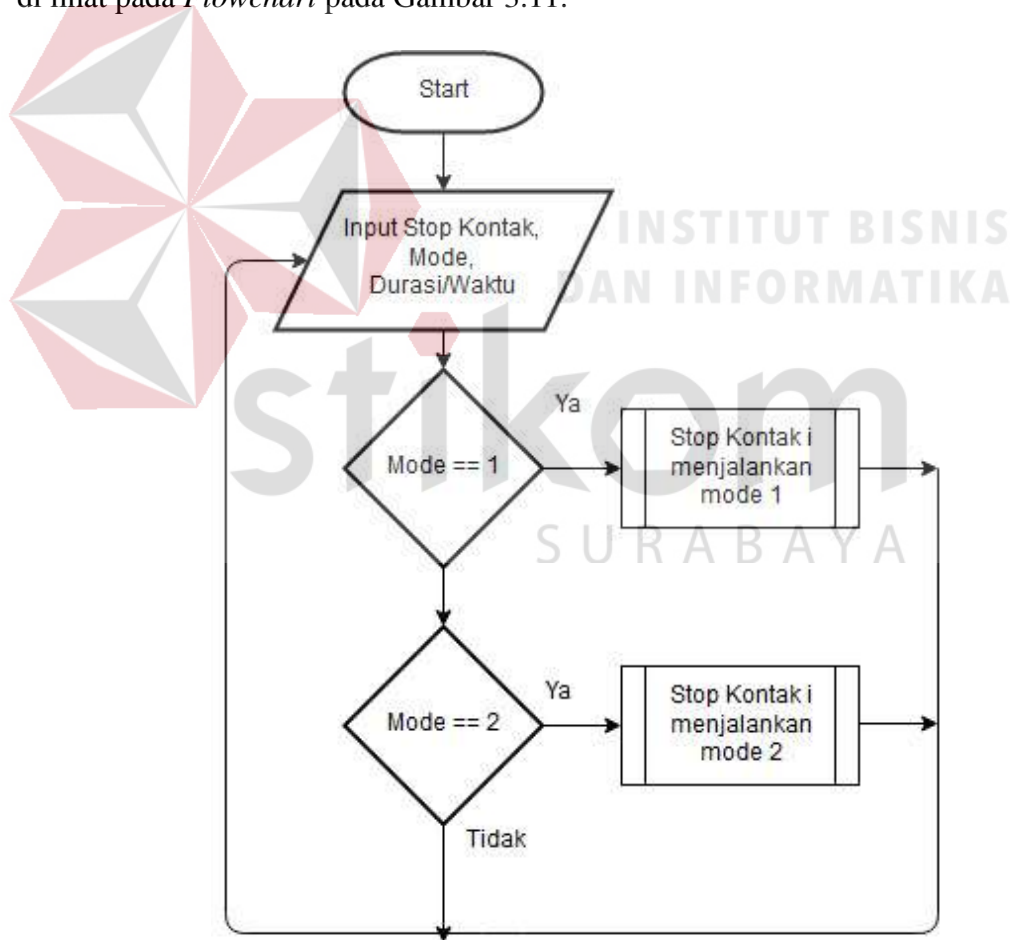 di lihat pada Flowchart pada Gambar 3.11.
Start
Input Stop Kontak,
Mode,
Durasi/Waktu
INSTITUT BISNIS
DAN INFORMATIKA
stikom
SURABAYA
Mode == 1
Ya
Stop Kontak i
menjalankan
mode 1
Mode == 2
Ya
Stop Kontak i
menjalankan
mode 2
Tidak